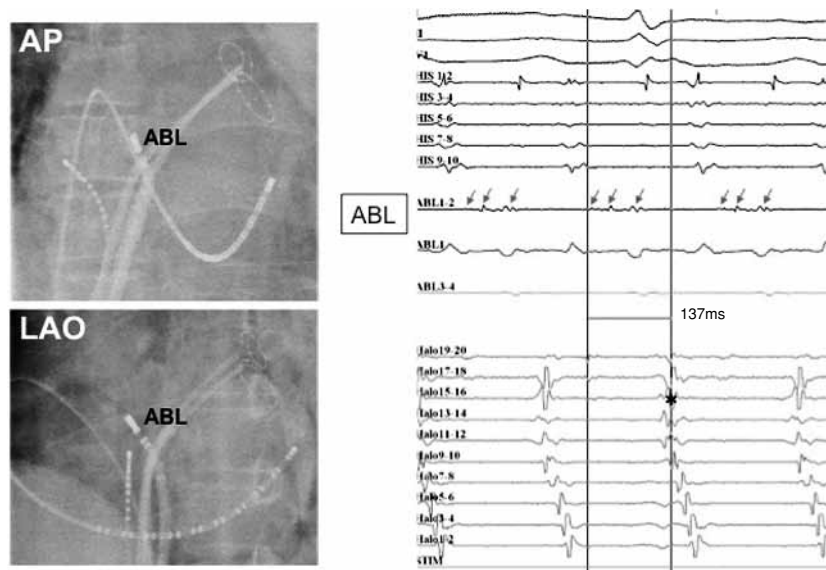 AP
ABL
LAO
ABL
HIS 1-2
HIS 3-4
HIS 5-6
HIS 7-8
HIS 9-10
ABL
ABL1-2
ABL1
ABL3-4
137ms
Halo19-20
Halo17-18
Halo15-16
Halo13-14
Halo11-12
Halo9-10
Halo7-8
Halo5-6
Halo3-4
Halo1-2
STIM